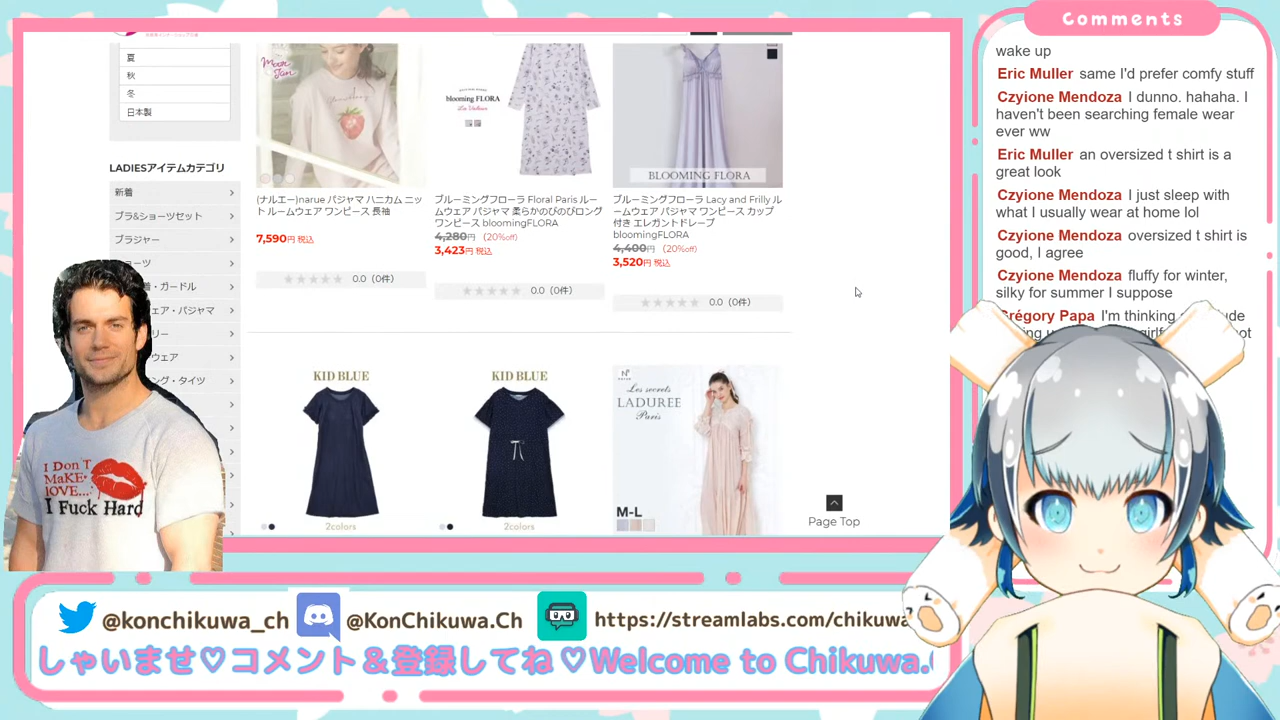 夏
秋
冬
日本製
LADIESアイテムカテゴリ
新着
ブラ&ショーツセット
ブラジャー
ョーツ
着・ガードル
ェア・パジャマ
リー
ウェア
ング・タイツ
(ナルエー)narue パジャマ ハニカム ニッ
ト ルームウェア ワンピース 長袖
7,590円 税込
0.0（0件）
blooming FLORA
ブルーミングフローラ Floral Paris ルー
ムウェア パジャマ 柔らかのびのびロング
ワンピース bloomingFLORA
4,280円 (20%off)
3,423円 税込
0.0（0件）
BLOOMING FLORA
ブルーミングフローラ Lacy and Frilly ル
ームウェア パジャマ ワンピース カップ
付き エレガントドレープ
bloomingFLORA
4,400円 (20%off)
3,520円 税込
0.0（0件）
KID BLUE
2colors
KID BLUE
2colors
Les secrets
LADUREE
Paris
M-L
Page Top
I Don'T
MaKE
lOVE...
I Fuck Hard
Comments
wake up
Eric Muller same I'd prefer comfy stuff
Czyione Mendoza I dunno. hahaha. I
haven't been searching female wear
ever ww
Eric Muller an oversized t shirt is a
great look
Czyione Mendoza I just sleep with
what I usually wear at home lol
Czyione Mendoza oversized t shirt is
good, I agree
Czyione Mendoza fluffy for winter,
silky for summer I suppose
Grégory Papa I'm thinking
@konchikuwa_ch
@KonChikuwa.Ch
https://streamlabs.com/chikuwa
しゃいませ♡コメント＆登録してね♡Welcome to Chikuwa.